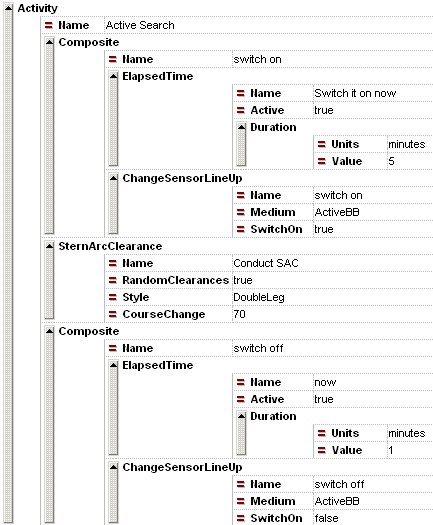 Activity
Name Active Search
Composite
Name switch on
ElapsedTime
Name Switch it on now
Active true
Duration
Units minutes
Value 5
ChangeSensorLineUp
Name switch on
Medium ActiveBB
SwitchOn true
SternArcClearance
Name Conduct SAC
RandomClearances true
Style DoubleLeg
CourseChange 70
Composite
Name switch off
ElapsedTime
Name now
Active true
Duration
Units minutes
Value 1
ChangeSensorLineUp
Name switch off
Medium ActiveBB
SwitchOn false